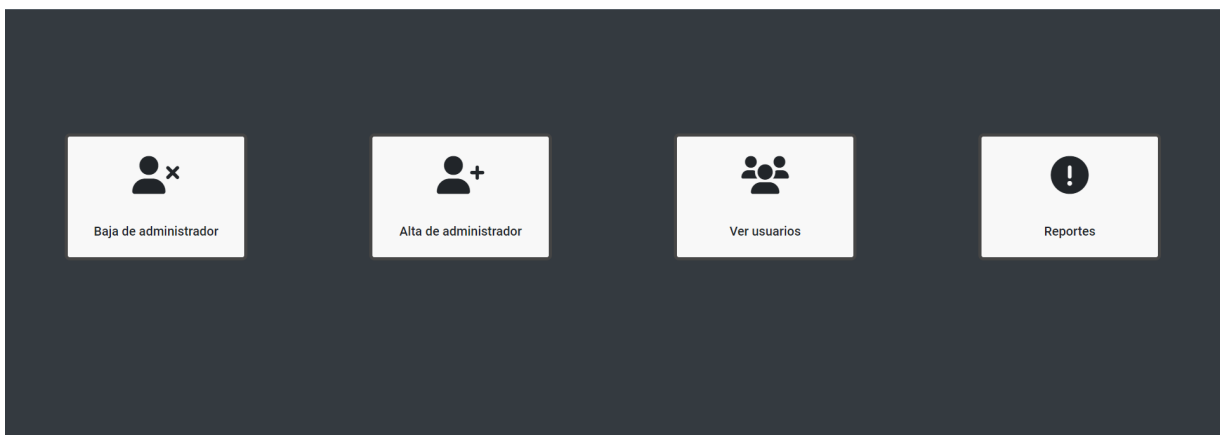 Baja de administrador
Alta de administrador
Ver usuarios
Reportes